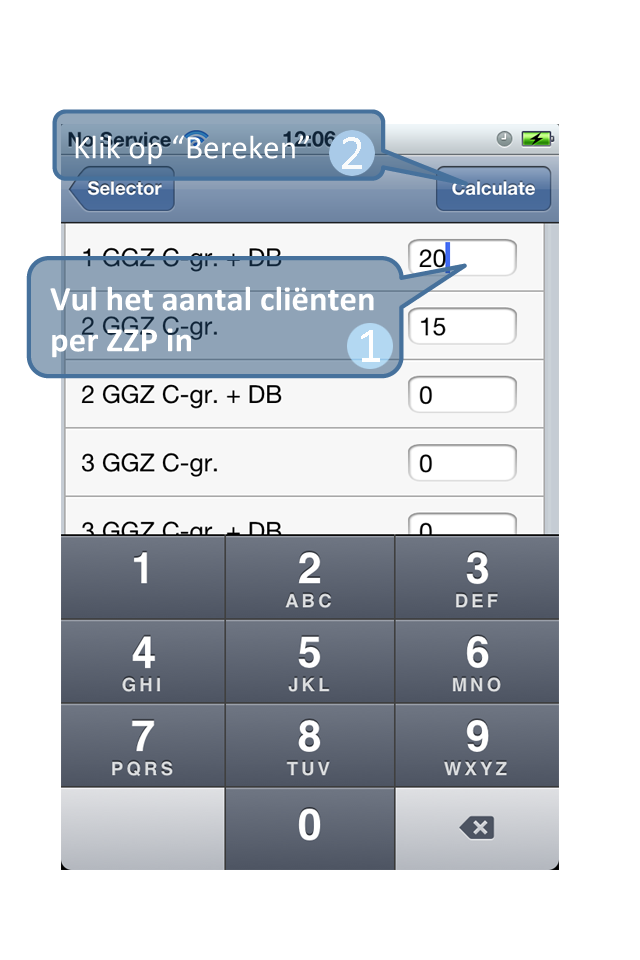 No Service 12:06
Klik op “Bereken” 2
Selector
Calculate
1 GGZ C-gr. + DB 20
Vul het aantal cliënten
per ZZP in 1
2 GGZ C-gr. 15
2 GGZ C-gr. + DB 0
3 GGZ C-gr. 0
3 GGZ C-gr. + DB 0
1 2 3
ABC DEF
4 5 6
GHI JKL MNO
7 8 9
PQRS TUV WXYZ
0